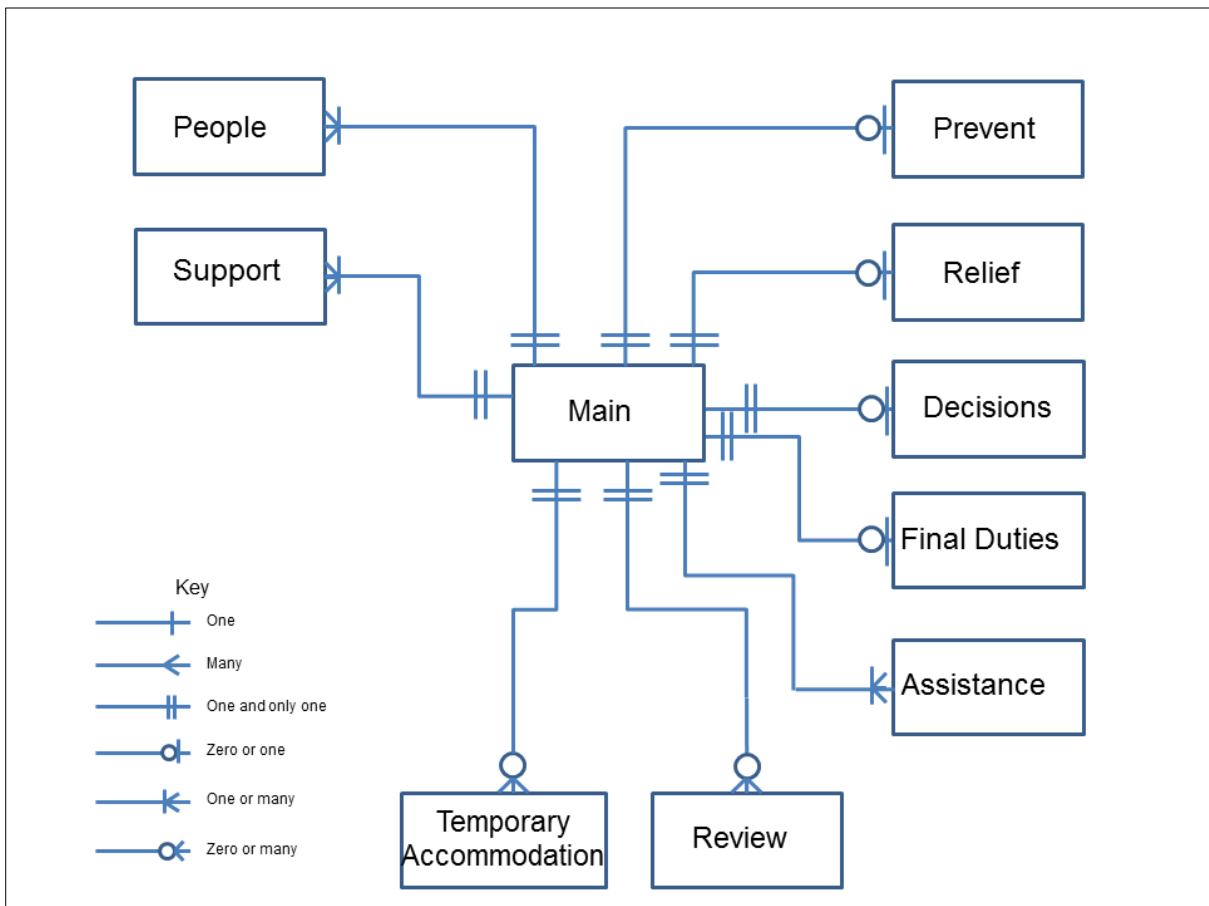 People
Prevent
Support
Relief
Main
Decisions
Final Duties
Key
One
Many
Assistance
One and only one
Zero or one
One or many
Zero or many
Temporary
Accommodation
Review